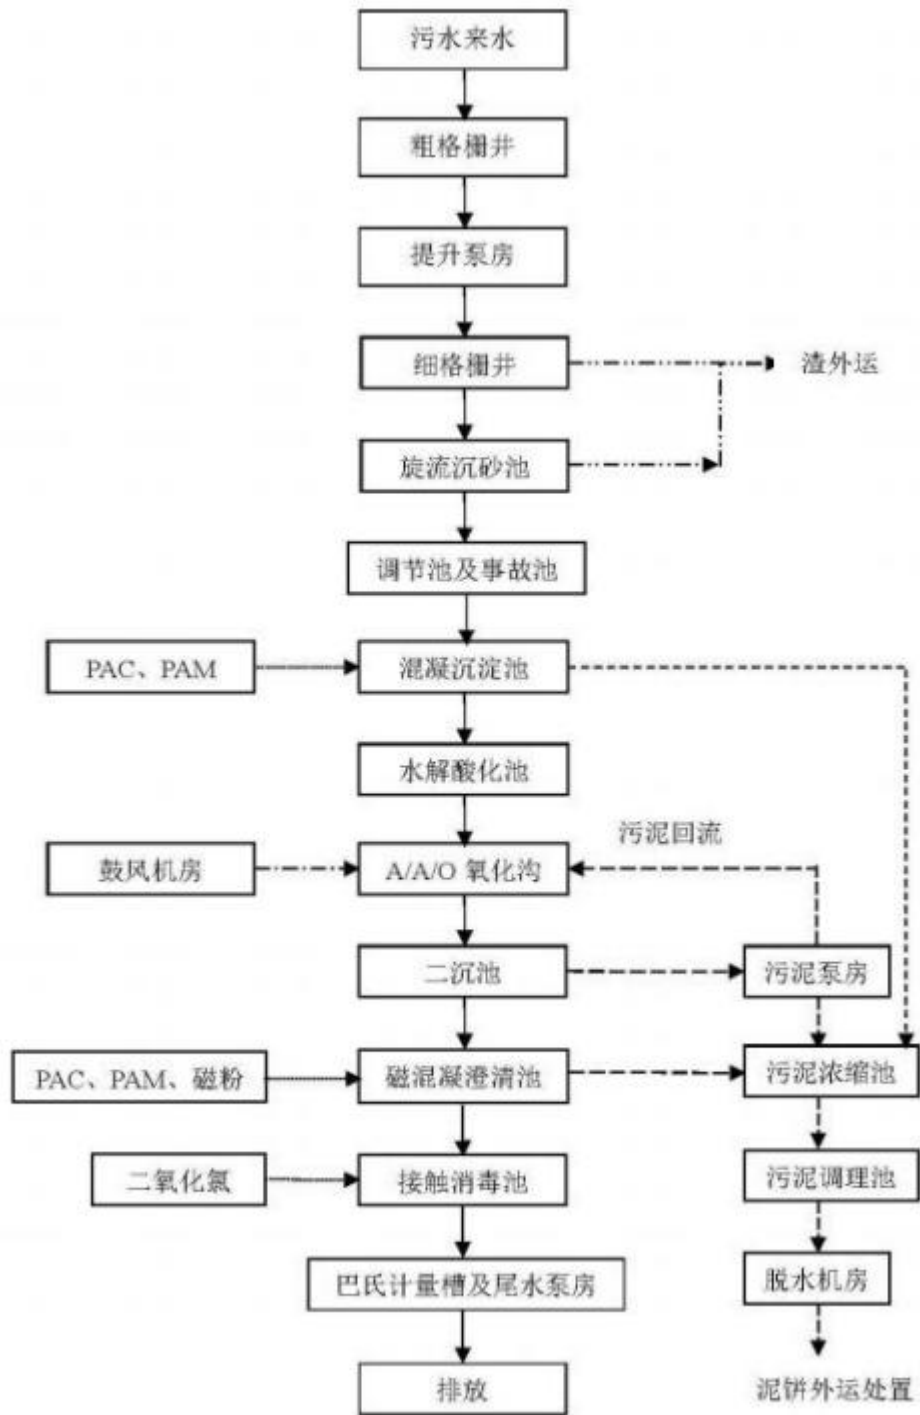 污水来水
粗格栅井
提升泵房
细格栅井
渣外运
旋流沉砂池
调节池及事故池
PAC、PAM
混凝沉淀池
水解酸化池
污泥回流
鼓风机房
A/A/O 氧化沟
二沉池
污泥泵房
PAC、PAM、磁粉
磁混凝澄清池
污泥浓缩池
二氧化氯
接触消毒池
污泥调理池
巴氏计量槽及尾水泵房
脱水机房
排放
泥饼外运处置